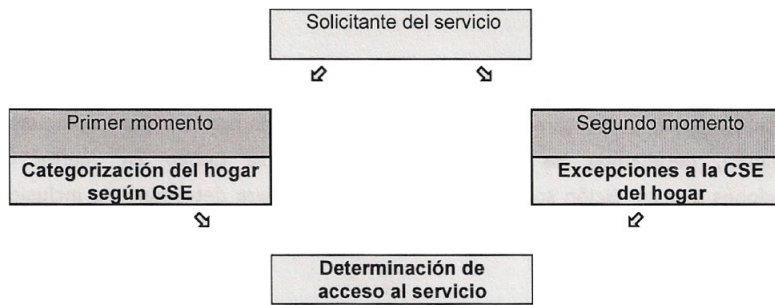 Solicitante del servicio
Primer momento
Categorización del hogar
según CSE
Segundo momento
Excepciones a la CSE
del hogar
Determinación de
acceso al servicio